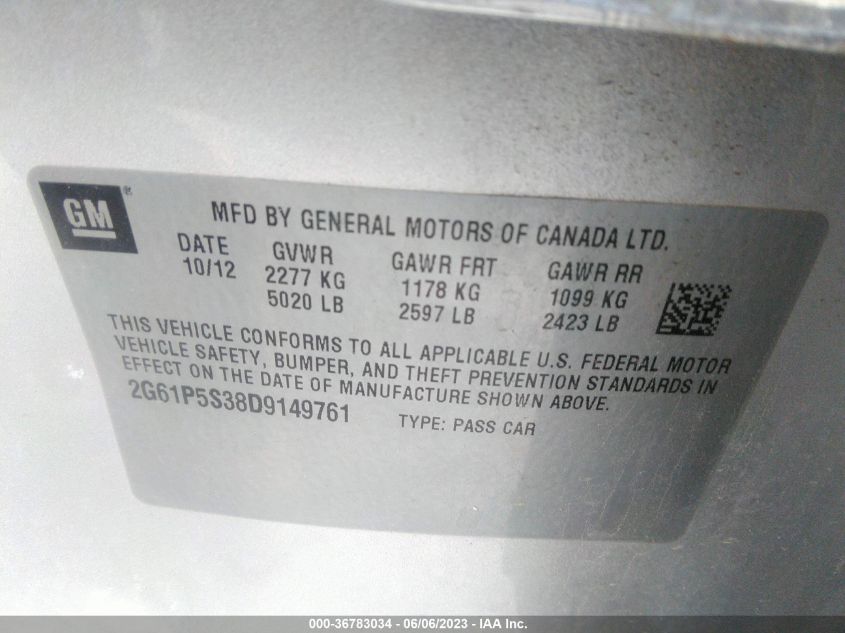 GM®
MFD BY GENERAL MOTORS OF CANADA LTD.
DATE GVWR GAWR FRT GAWR RR
10/12 2277 KG 1178 KG 1099 KG
5020 LB 2597 LB 2423 LB
THIS VEHICLE CONFORMS TO ALL APPLICABLE U.S. FEDERAL MOTOR
VEHICLE SAFETY, BUMPER, AND THEFT PREVENTION STANDARDS IN
EFFECT ON THE DATE OF MANUFACTURE SHOWN ABOVE.
2G61P5S38D9149761 TYPE: PASS CAR
000-36783034 - 06/06/2023 - IAA Inc.